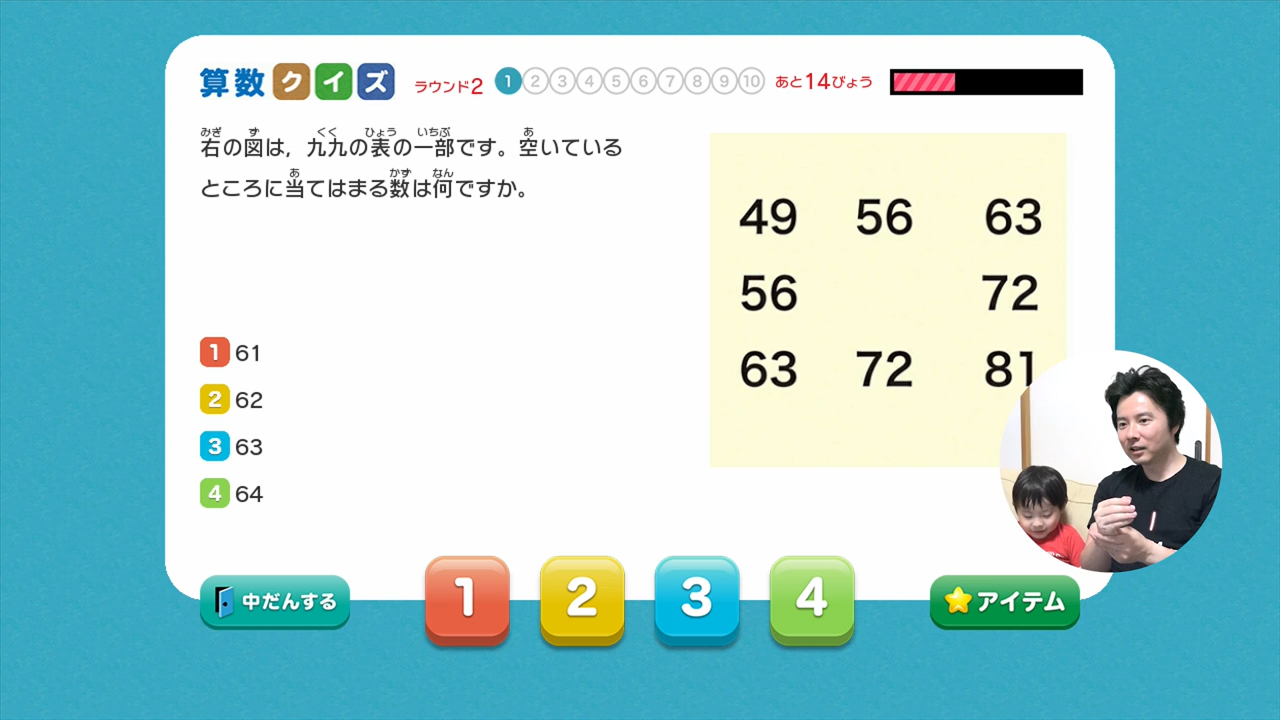 算数クイズ ラウンド2 1 2 3 4 5 6 7 8 9 10 あと14びょう
右の図は，九九の表の一部です。空いている
ところに当てはまる数は何ですか。
49 56 63
56 72
63 72 81
1 61
2 62
3 63
4 64
中だんする 1 2 3 4 アイテム